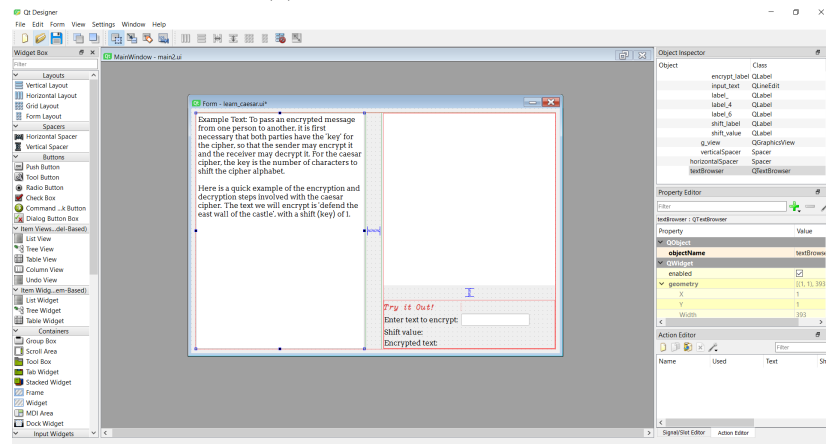 Qt Designer
File Edit Form View Settings Window Help
Widget Box
Filter
Layouts
Vertical Layout
Horizontal Layout
Grid Layout
Form Layout
Spacers
Horizontal Spacer
Vertical Spacer
Buttons
Push Button
Tool Button
Radio Button
Check Box
Command ...k Button
Dialog Button Box
Item Views...del-Based)
List View
Tree View
Table View
Column View
Undo View
Item Widg...em-Based)
List Widget
Tree Widget
Table Widget
Containers
Group Box
Scroll Area
Tool Box
Tab Widget
Stacked Widget
Frame
Widget
MDI Area
Dock Widget
Input Widgets
MainWindow - main2.ui
Form - learn_caesar.ui*
Example Text: To pass an encrypted message
from one person to another, it is first
necessary that both parties have the 'key' for
the cipher, so that the sender may encrypt it
and the receiver may decrypt it. For the caesar
cipher, the key is the number of characters to
shift the cipher alphabet.
Here is a quick example of the encryption and
decryption steps involved with the caesar
cipher. The text we will encrypt is 'defend the
east wall of the castle', with a shift (key) of 1.
Try it Out!
Enter text to encrypt:
Shift value:
Encrypted text:
Object Inspector
Object Class
encrypt_label QLabel
input_text QLineEdit
label_ QLabel
label_4 QLabel
label_6 QLabel
shift_label QLabel
shift_value QLabel
g_view QGraphicsView
verticalSpacer Spacer
horizontalSpacer Spacer
textBrowser QTextBrowser
Property Editor
Filter
textBrowser : QTextBrowser
Property Value
QObject
objectName textBrowse
QWidget
enabled
geometry [(1, 1), 393
X 1
Y 1
Width 393
Action Editor
Filter
Name Used Text Sh
Signal/Slot Editor Action Editor